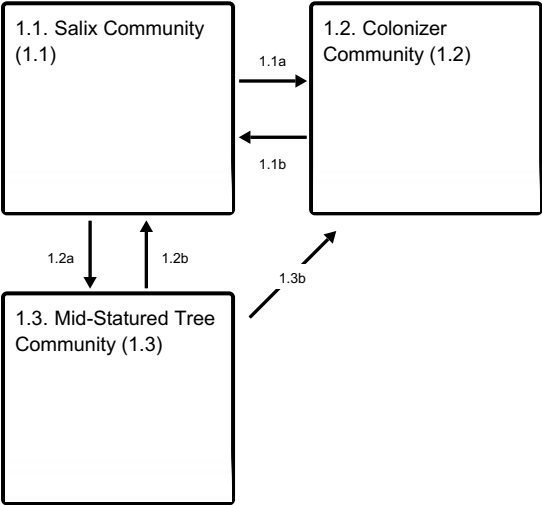 1.1. Salix Community
(1.1)
1.2. Colonizer
Community (1.2)
1.1a
1.1b
1.2a
1.2b
1.3b
1.3. Mid-Statured Tree
Community (1.3)